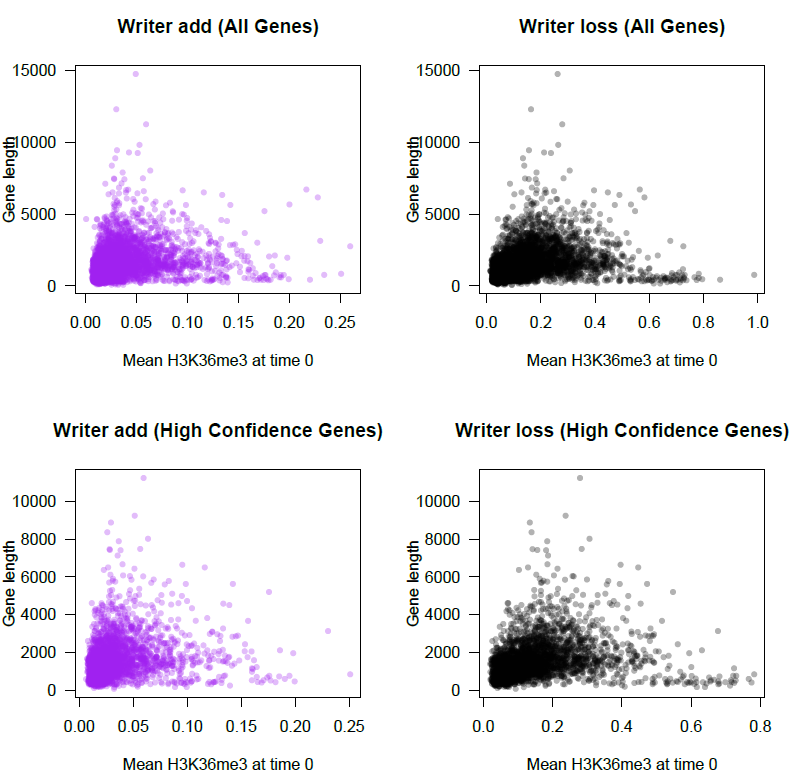 Writer add (All Genes)
Writer loss (All Genes)
Gene length
15000
10000
5000
0
0.00 0.05 0.10 0.15 0.20 0.25
Mean H3K36me3 at time 0
Gene length
15000
10000
5000
0
0.0 0.2 0.4 0.6 0.8 1.0
Mean H3K36me3 at time 0
Writer add (High Confidence Genes)
Writer loss (High Confidence Genes)
Gene length
10000
8000
6000
4000
2000
0
0.00 0.05 0.10 0.15 0.20 0.25
Mean H3K36me3 at time 0
Gene length
10000
8000
6000
4000
2000
0
0.0 0.2 0.4 0.6 0.8
Mean H3K36me3 at time 0